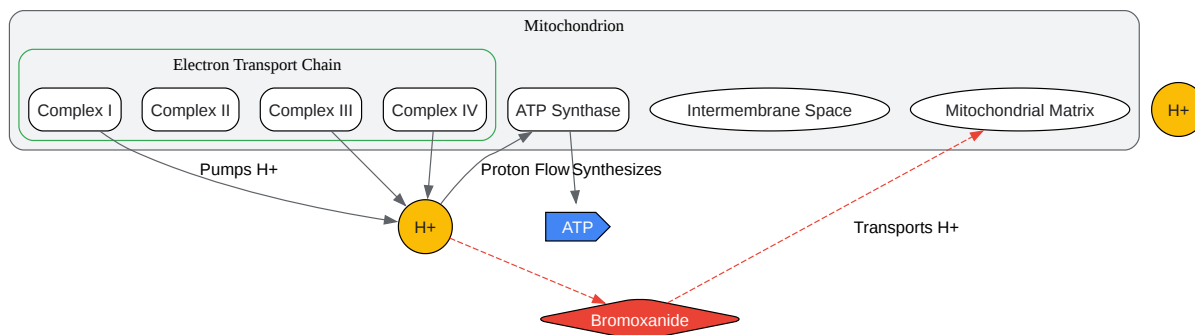 Mitochondrion
Electron Transport Chain
Complex I
Complex II
Complex III
Complex IV
ATP Synthase
Intermembrane Space
Mitochondrial Matrix
H+
Pumps H+
Proton Flow
Synthesizes
H+
ATP
Transports H+
Bromoxanide